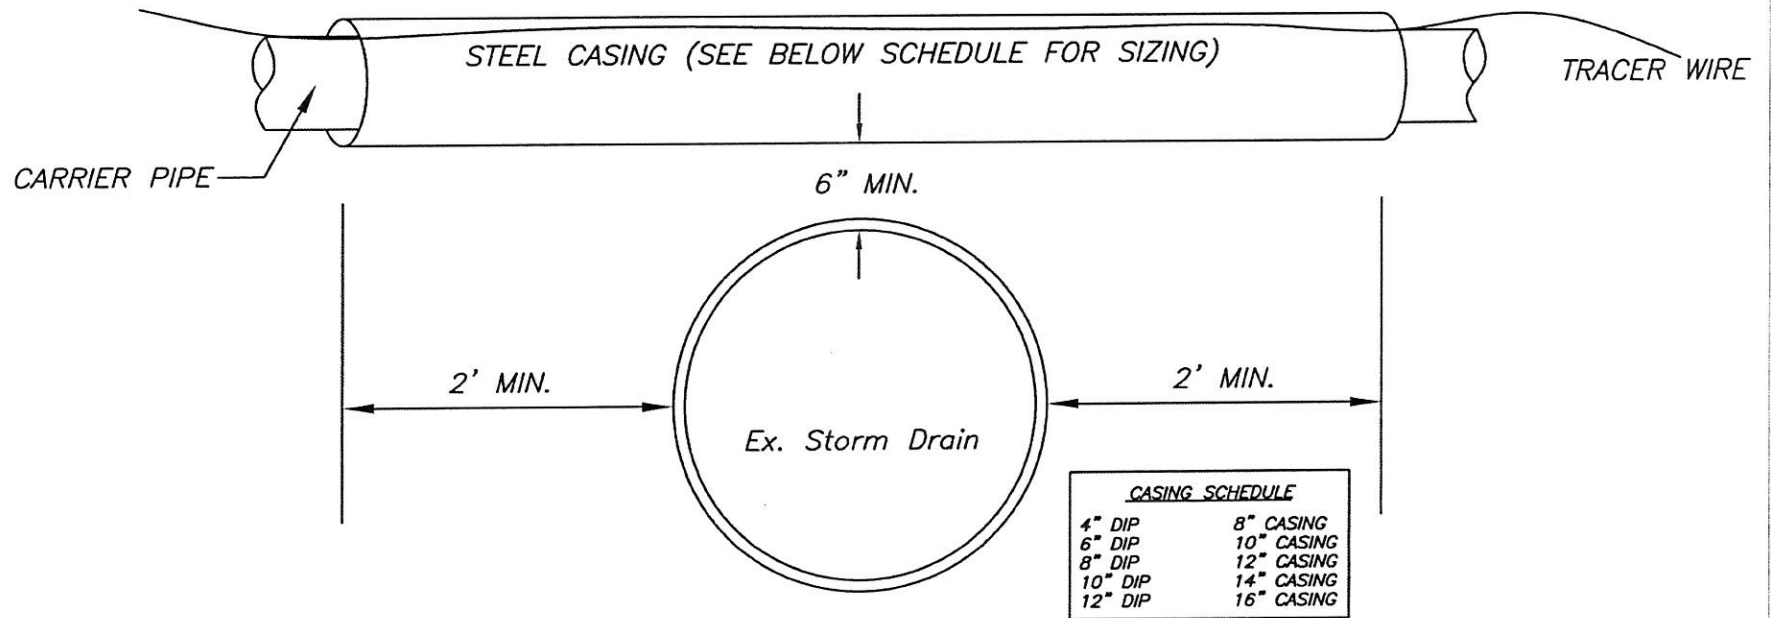 STEEL CASING (SEE BELOW SCHEDULE FOR SIZING)
TRACER WIRE
CARRIER PIPE
6" MIN.
2' MIN.
2' MIN.
Ex. Storm Drain
CASING SCHEDULE
4" DIP 8" CASING
6" DIP 10" CASING
8" DIP 12" CASING
10" DIP 14" CASING
12" DIP 16" CASING